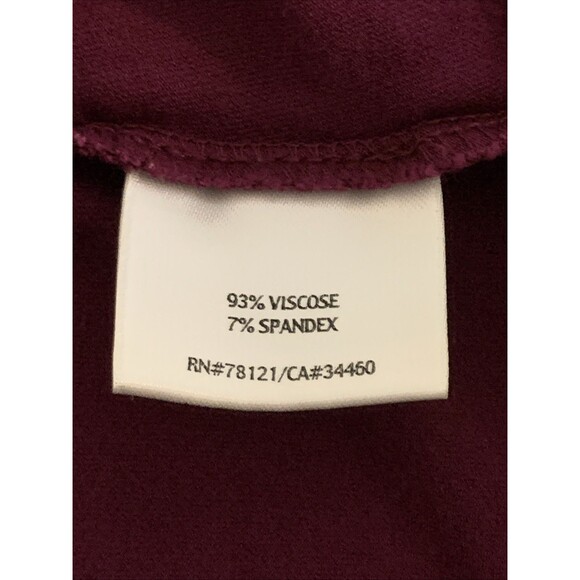 93% VISCOSE
7% SPANDEX
RN#78121/CA#34460